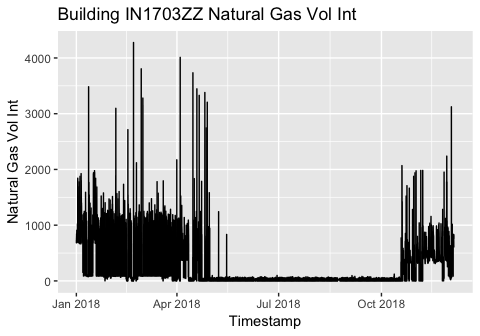 Building IN1703ZZ Natural Gas Vol Int
Natural Gas Vol Int
4000
3000
2000
1000
0
Jan 2018 Apr 2018 Jul 2018 Oct 2018
Timestamp